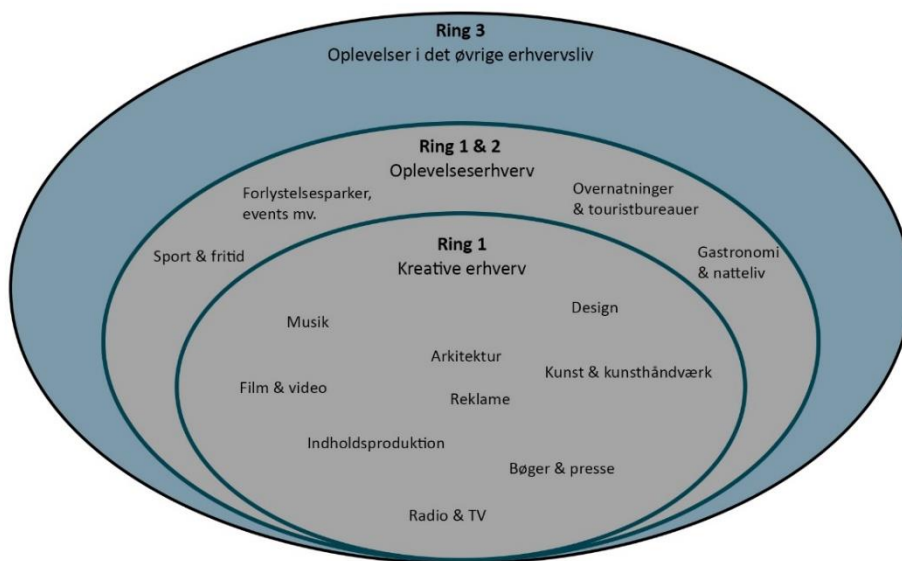 Ring 3
Oplevelser i det øvrige erhvervsliv
Ring 1 & 2
Oplevelseserhverv
Forlystelsesparker,
events mv.
Overnatninger
& touristbureauer
Sport & fritid
Gastronomi
& natteliv
Ring 1
Kreative erhverv
Musik
Design
Arkitektur
Film & video
Kunst & kunsthåndværk
Reklame
Indholdsproduktion
Bøger & presse
Radio & TV